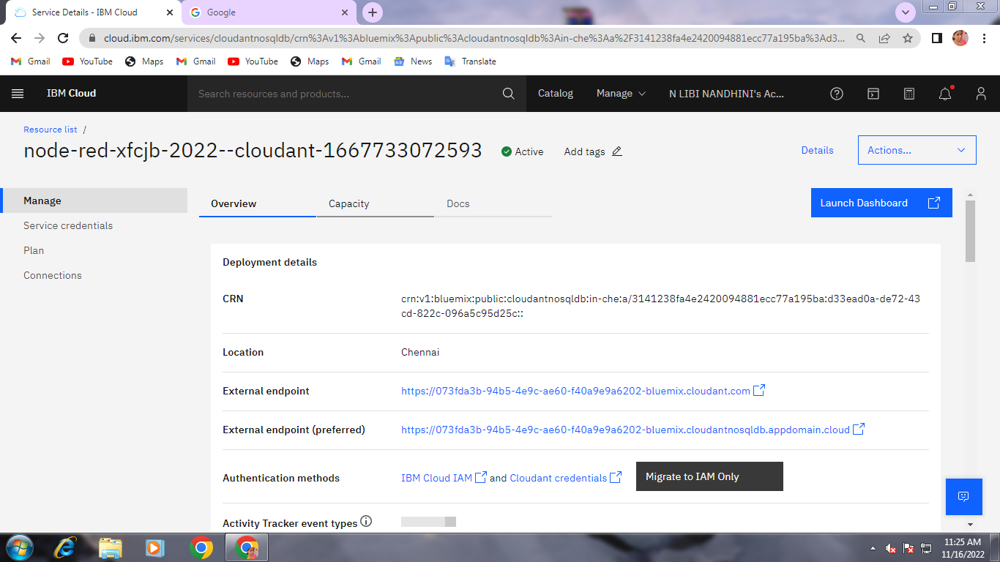 Service Details - IBM Cloud
Google
cloud.ibm.com/services/cloudantnosqldb/crn%3Av1%3Abluemix%3Apublic%3Acloudantnosqldb%3Ain-che%3Aa%2F3141238fa4e2420094881ecc77a195ba%3Ad3...
Gmail YouTube Maps Gmail YouTube Maps Gmail News Translate
IBM Cloud Search resources and products... Catalog Manage N LIBI NANDHINI's Ac...
Resource list /
node-red-xfcjb-2022--cloudant-1667733072593 Active Add tags Details Actions...
Manage
Service credentials
Plan
Connections
Overview Capacity Docs Launch Dashboard
Deployment details
CRN crn:v1:bluemix:public:cloudantnosqldb:in-che:a/3141238fa4e2420094881ecc77a195ba:d33ead0a-de72-43
cd-822c-096a5c95d25c::
Location Chennai
External endpoint https://073fda3b-94b5-4e9c-ae60-f40a9e9a6202-bluemix.cloudant.com
External endpoint (preferred) https://073fda3b-94b5-4e9c-ae60-f40a9e9a6202-bluemix.cloudantnosqldb.appdomain.cloud
Authentication methods IBM Cloud IAM and Cloudant credentials Migrate to IAM Only
Activity Tracker event types
11:25 AM
11/16/2022